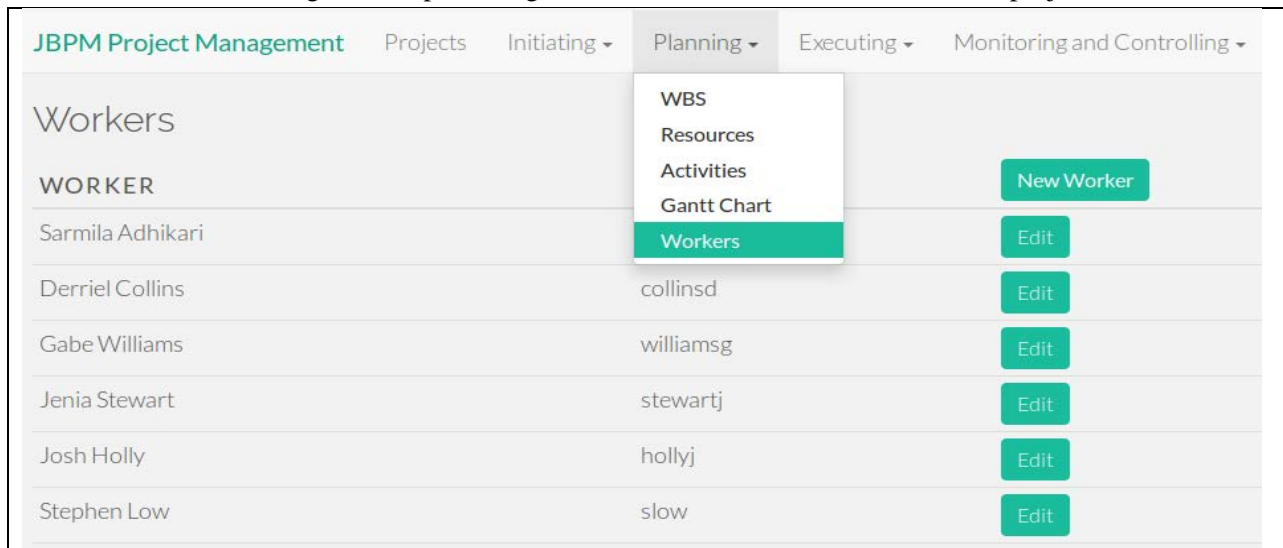 JBPM Project Management Projects Initiating Planning Executing Monitoring and Controlling
WBS
Resources
Activities
Gantt Chart
Workers
Workers
WORKER New Worker
Sarmila Adhikari Edit
Derriel Collins collinsd Edit
Gabe Williams williamsg Edit
Jenia Stewart stewartj Edit
Josh Holly hollyj Edit
Stephen Low slow Edit